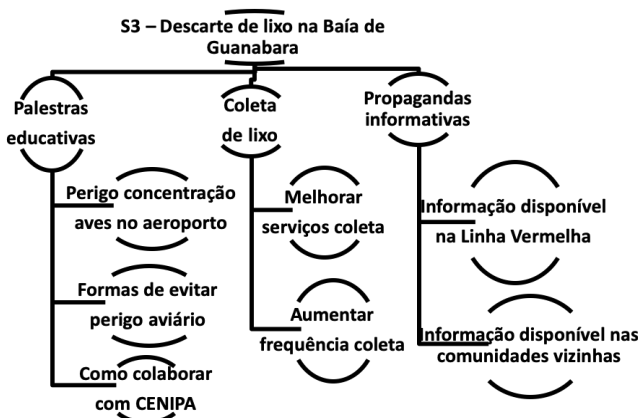 S3 – Descarte de lixo na Baía de
Guanabara
Palestras
educativas
Coleta
de lixo
Propagandas
informativas
Perigo concentração
aves no aeroporto
Formas de evitar
perigo aviário
Como colaborar
com CENIPA
Melhorar
serviços coleta
Aumentar
frequência coleta
Informação disponível
na Linha Vermelha
Informação disponível nas
comunidades vizinhas